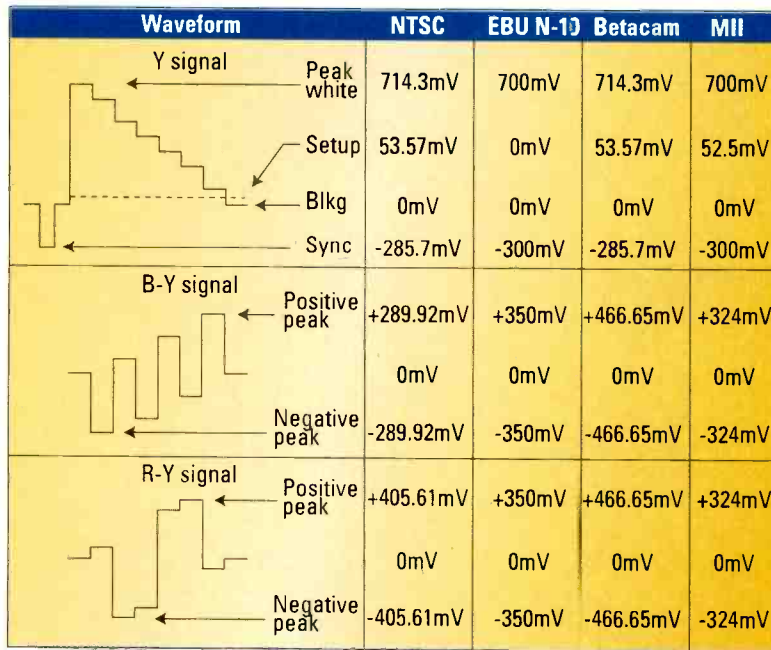 Waveform NTSC EBU N-10 Betacam MII
Y signal
Peak white 714.3mV 700mV 714.3mV 700mV
Setup 53.57mV 0mV 53.57mV 52.5mV
Blkg 0mV 0mV 0mV 0mV
Sync -285.7mV -300mV -285.7mV -300mV
B-Y signal
Positive peak +289.92mV +350mV +466.65mV +324mV
0mV 0mV 0mV 0mV
Negative peak -289.92mV -350mV -466.65mV -324mV
R-Y signal
Positive peak +405.61mV +350mV +466.65mV +324mV
0mV 0mV 0mV 0mV
Negative peak -405.61mV -350mV -466.65mV -324mV